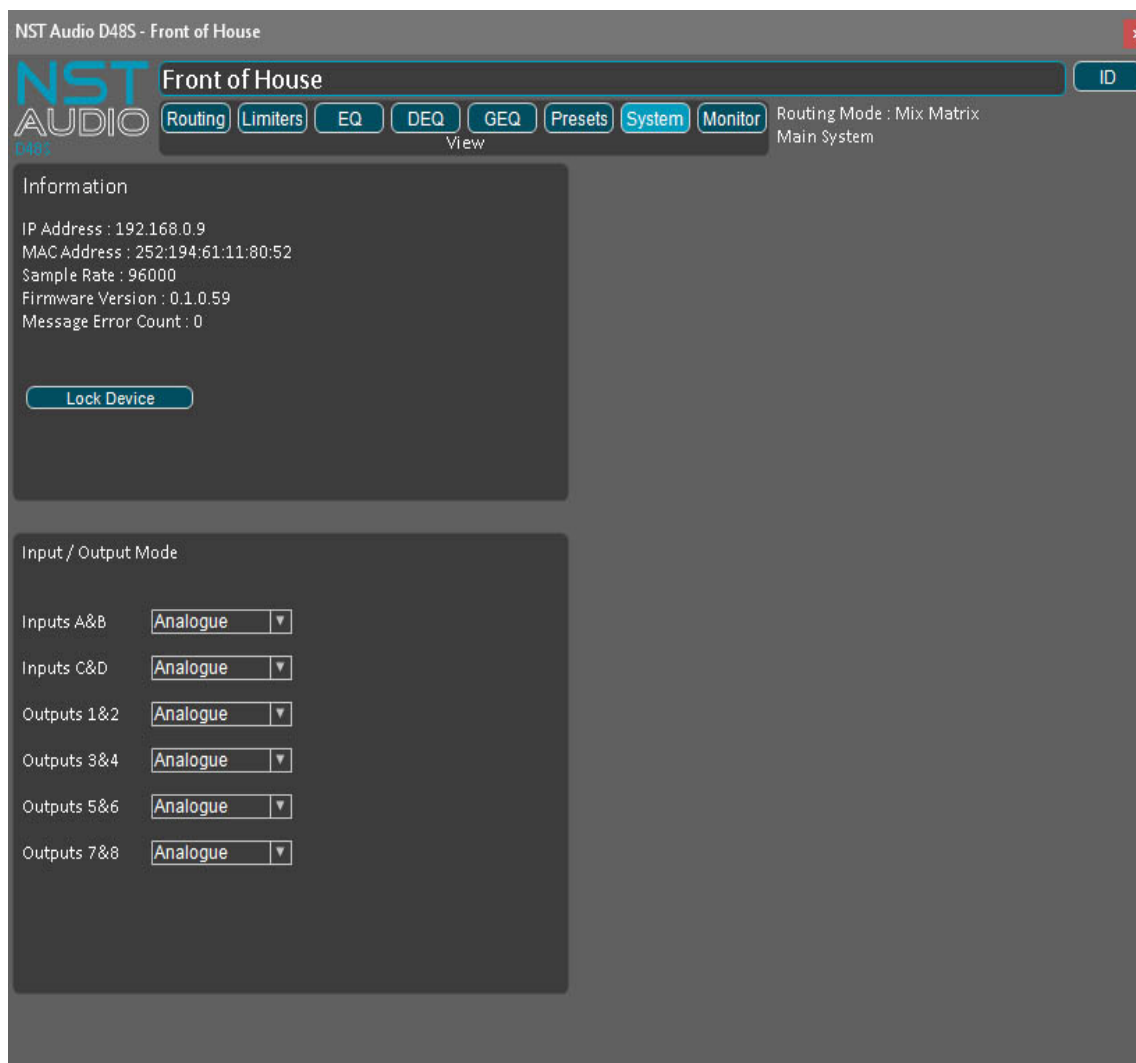 NST Audio D48S - Front of House
x
NST
AUDIO
D48S
Front of House
ID
Routing Limiters EQ DEQ GEQ Presets System Monitor
View
Routing Mode : Mix Matrix
Main System
Information
IP Address : 192.168.0.9
MAC Address : 252:194:61:11:80:52
Sample Rate : 96000
Firmware Version : 0.1.0.59
Message Error Count : 0
Lock Device
Input / Output Mode
Inputs A&B Analogue
Inputs C&D Analogue
Outputs 1&2 Analogue
Outputs 3&4 Analogue
Outputs 5&6 Analogue
Outputs 7&8 Analogue